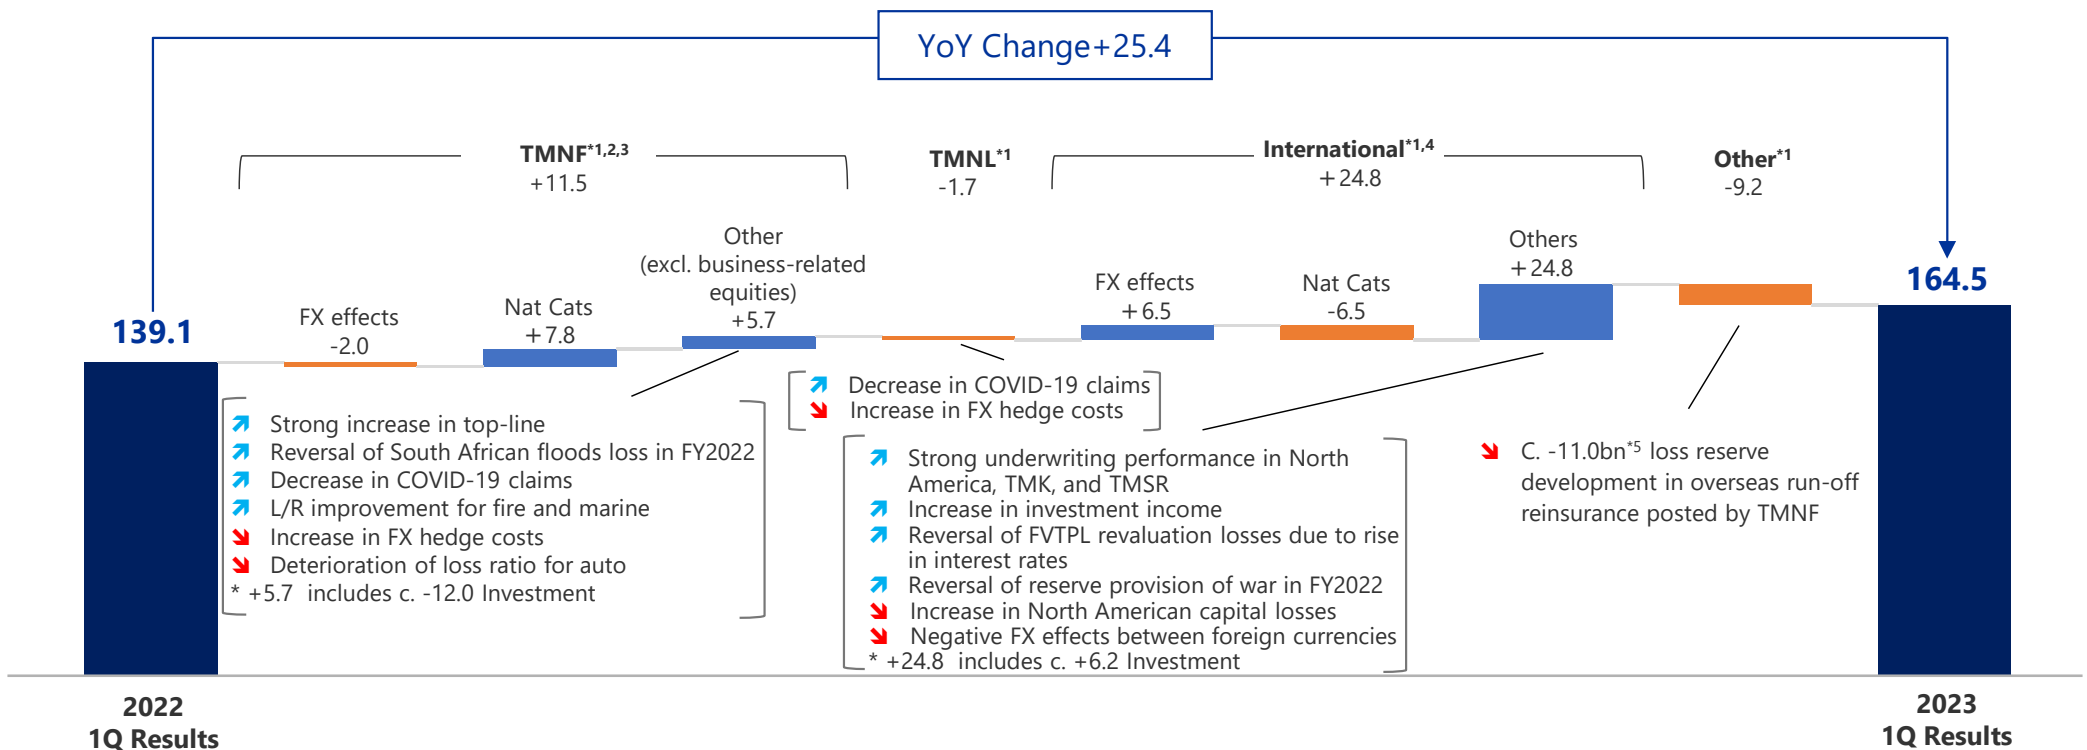 YoY Change+25.4
TMNF*1,2,3
+11.5
TMNL*1
-1.7
International*1,4
+24.8
Other*1
-9.2
139.1
FX effects
-2.0
Nat Cats
+7.8
Other
(excl. business-related
equities)
+5.7
FX effects
+6.5
Nat Cats
-6.5
Others
+24.8
164.5
Strong increase in top-line
Reversal of South African floods loss in FY2022
Decrease in COVID-19 claims
L/R improvement for fire and marine
Increase in FX hedge costs
Deterioration of loss ratio for auto
* +5.7 includes c. -12.0 Investment
Decrease in COVID-19 claims
Increase in FX hedge costs
Strong underwriting performance in North
America, TMK, and TMSR
Increase in investment income
Reversal of FVTPL revaluation losses due to rise
in interest rates
Reversal of reserve provision of war in FY2022
Increase in North American capital losses
Negative FX effects between foreign currencies
* +24.8 includes c. +6.2 Investment
C. -11.0bn*5 loss reserve
development in overseas run-off
reinsurance posted by TMNF
2022
1Q Results
2023
1Q Results